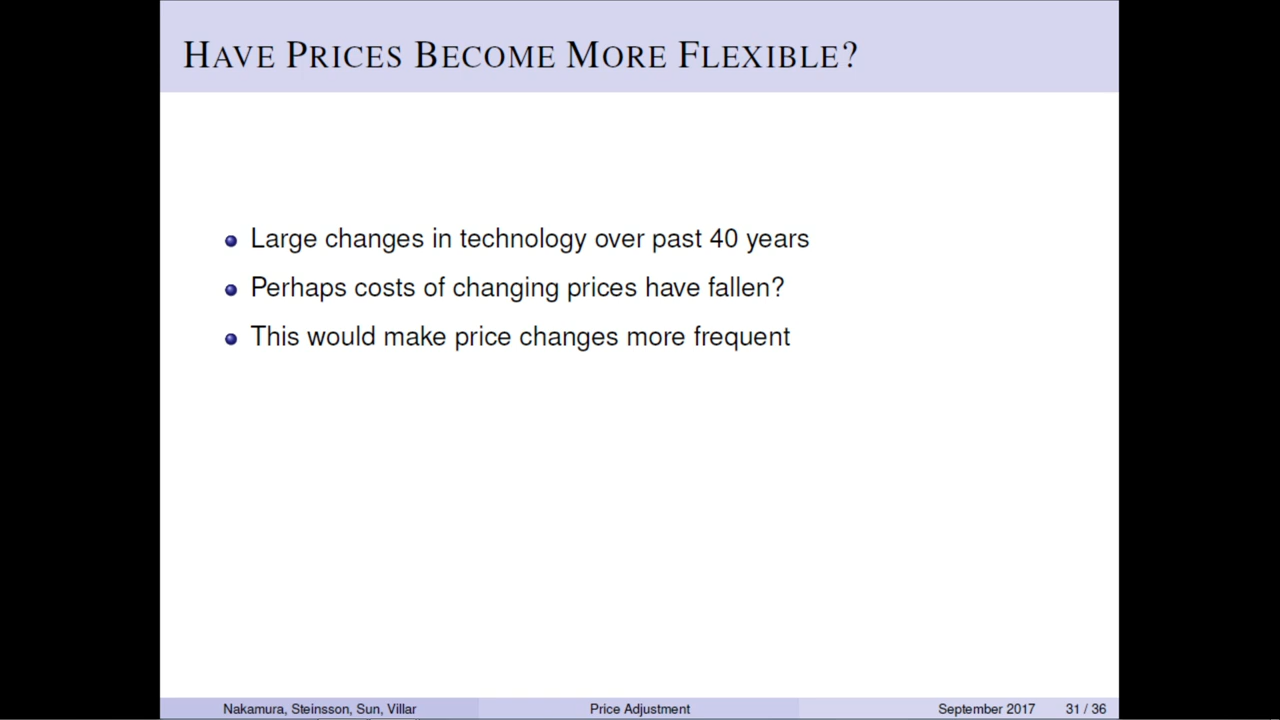 HAVE PRICES BECOME MORE FLEXIBLE?
Large changes in technology over past 40 years
Perhaps costs of changing prices have fallen?
This would make price changes more frequent
Nakamura, Steinsson, Sun, Villar
Price Adjustment
September 2017
31 / 36